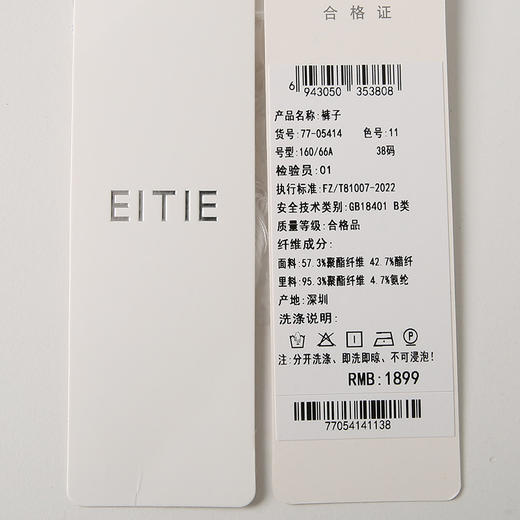 EITIE
合格证
6 943050 353808
产品名称:裤子
货号:77-05414 色号:11
号型:160/66A 38码
检验员:01
执行标准:FZ/T81007-2022
安全技术类别:GB18401 B类
质量等级:合格品
纤维成分:
面料:57.3%聚酯纤维 42.7%醋纤
里料:95.3%聚酯纤维 4.7%氨纶
产地:深圳
洗涤说明:
注:分开洗涤、即洗即晾、不可浸泡!
RMB:1899
77054141138